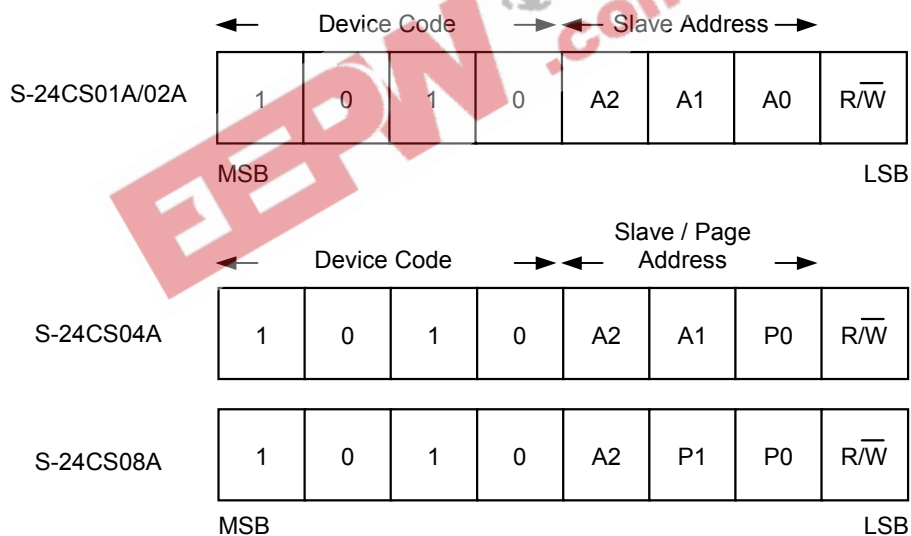 Device Code Slave Address
S-24CS01A/02A 1 0 1 0 A2 A1 A0 R/W̅
MSB LSB
Slave / Page
Device Code Address
S-24CS04A 1 0 1 0 A2 A1 P0 R/W̅
S-24CS08A 1 0 1 0 A2 P1 P0 R/W̅
MSB LSB
EEPW .com